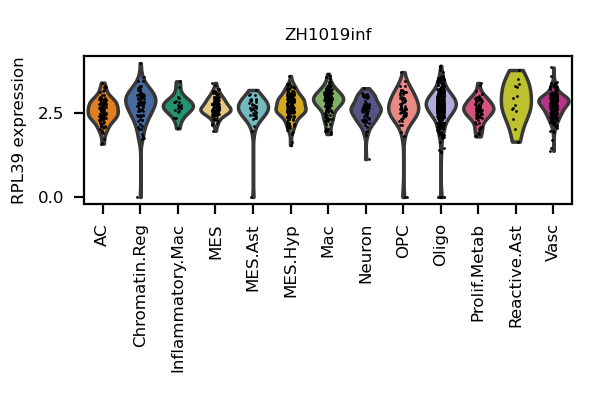 ZH1019inf
RPL39 expression
2.5
0.0
AC
Chromatin.Reg
Inflammatory.Mac
MES
MES.Ast
MES.Hyp
Mac
Neuron
OPC
Oligo
Prolif.Metab
Reactive.Ast
Vasc